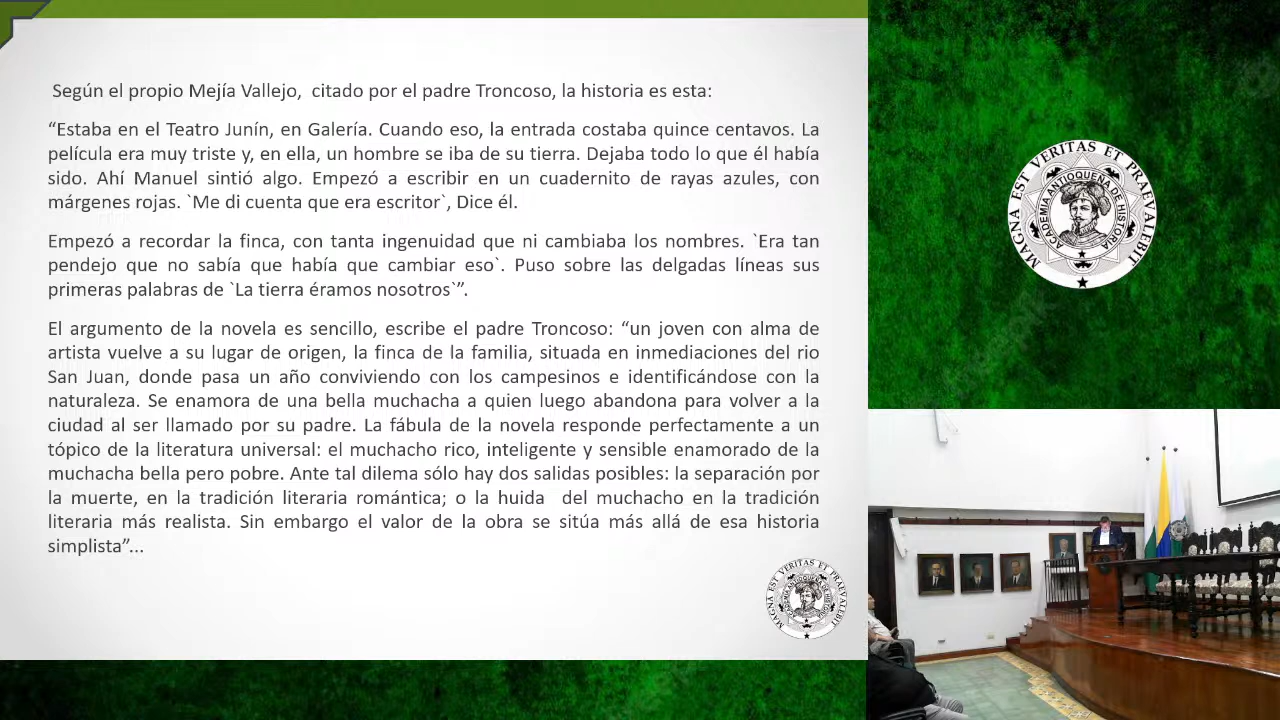 Según el propio Mejía Vallejo, citado por el padre Troncoso, la historia es esta:
“Estaba en el Teatro Junín, en Galería. Cuando eso, la entrada costaba quince centavos. La
película era muy triste y, en ella, un hombre se iba de su tierra. Dejaba todo lo que él había
sido. Ahí Manuel sintió algo. Empezó a escribir en un cuadernito de rayas azules, con
márgenes rojas. `Me di cuenta que era escritor`, Dice él.
Empezó a recordar la finca, con tanta ingenuidad que ni cambiaba los nombres. `Era tan
pendejo que no sabía que había que cambiar eso`. Puso sobre las delgadas líneas sus
primeras palabras de `La tierra éramos nosotros`”.
El argumento de la novela es sencillo, escribe el padre Troncoso: “un joven con alma de
artista vuelve a su lugar de origen, la finca de la familia, situada en inmediaciones del rio
San Juan, donde pasa un año conviviendo con los campesinos e identificándose con la
naturaleza. Se enamora de una bella muchacha a quien luego abandona para volver a la
ciudad al ser llamado por su padre. La fábula de la novela responde perfectamente a un
tópico de la literatura universal: el muchacho rico, inteligente y sensible enamorado de la
muchacha bella pero pobre. Ante tal dilema sólo hay dos salidas posibles: la separación por
la muerte, en la tradición literaria romántica; o la huida del muchacho en la tradición
literaria más realista. Sin embargo el valor de la obra se sitúa más allá de esa historia
simplista”...
MAGNA EST VERITAS ET PRAEVALEBIT
ACADEMIA ANTIOQUEÑA DE HISTORIA
MAGNA EST VERITAS ET PRAEVALEBIT